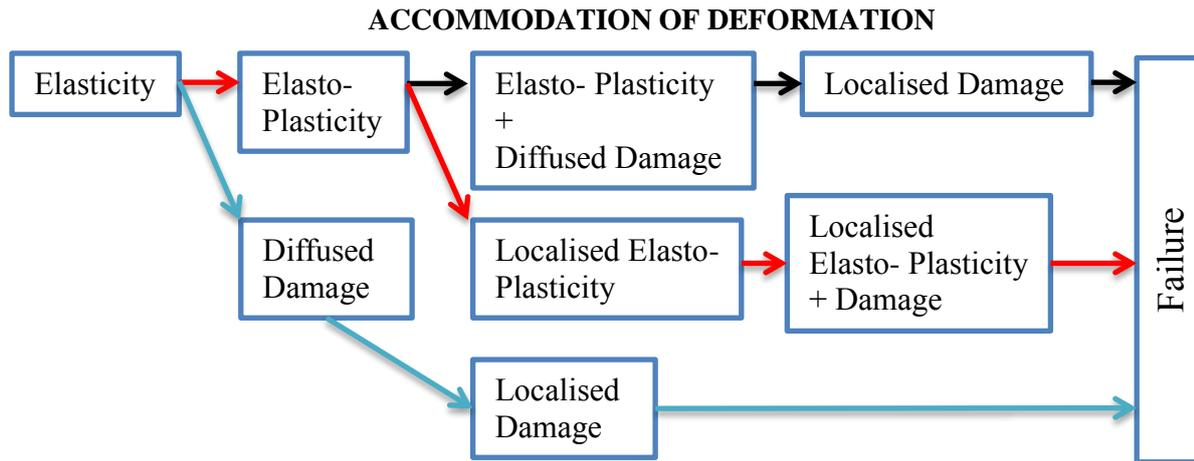 ACCOMMODATION OF DEFORMATION
Elasticity
Elasto-
Plasticity
Elasto- Plasticity
+
Diffused Damage
Localised Damage
Diffused
Damage
Localised Elasto-
Plasticity
Localised
Elasto- Plasticity
+ Damage
Localised
Damage
Failure